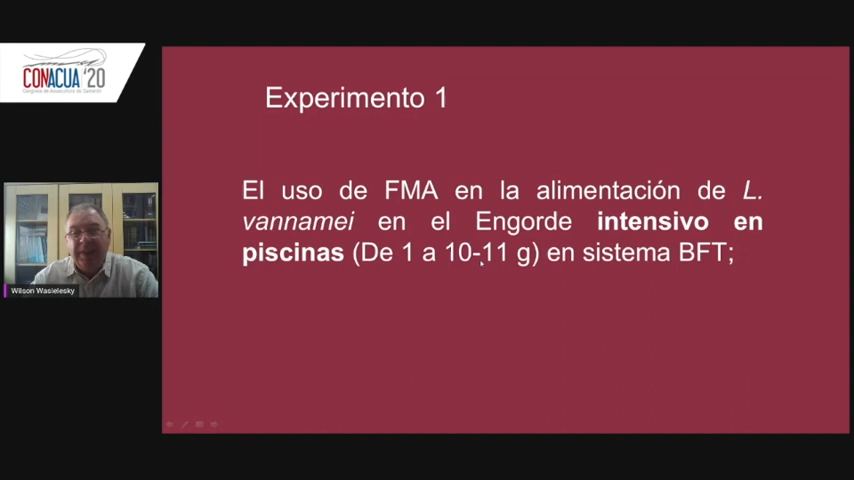 CONACUA '20
Experimento 1
El uso de FMA en la alimentación de L.
vannamei en el Engorde intensivo en
piscinas (De 1 a 10-11 g) en sistema BFT;
Wilson Wasielesky